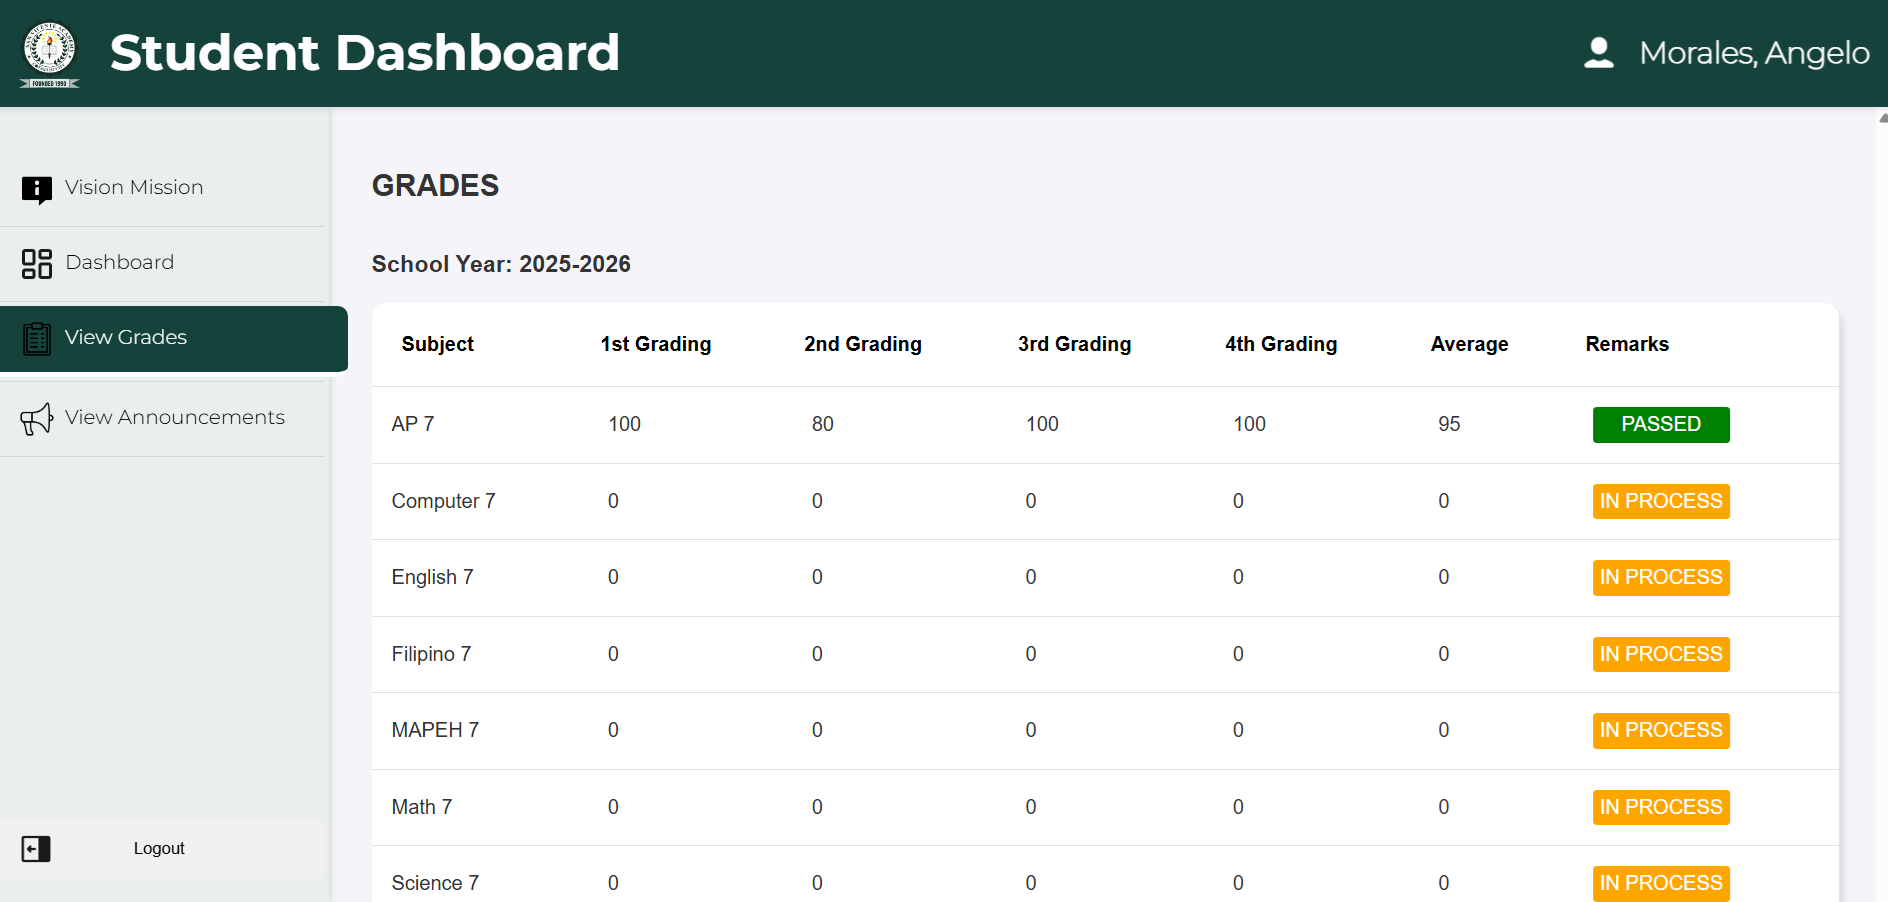 SAN VICENTE ACADEMY
FOUNDED 1990
Student Dashboard
Morales, Angelo
Vision Mission
Dashboard
View Grades
View Announcements
Logout
GRADES
School Year: 2025-2026
Subject 1st Grading 2nd Grading 3rd Grading 4th Grading Average Remarks
AP 7 100 80 100 100 95 PASSED
Computer 7 0 0 0 0 0 IN PROCESS
English 7 0 0 0 0 0 IN PROCESS
Filipino 7 0 0 0 0 0 IN PROCESS
MAPEH 7 0 0 0 0 0 IN PROCESS
Math 7 0 0 0 0 0 IN PROCESS
Science 7 0 0 0 0 0 IN PROCESS